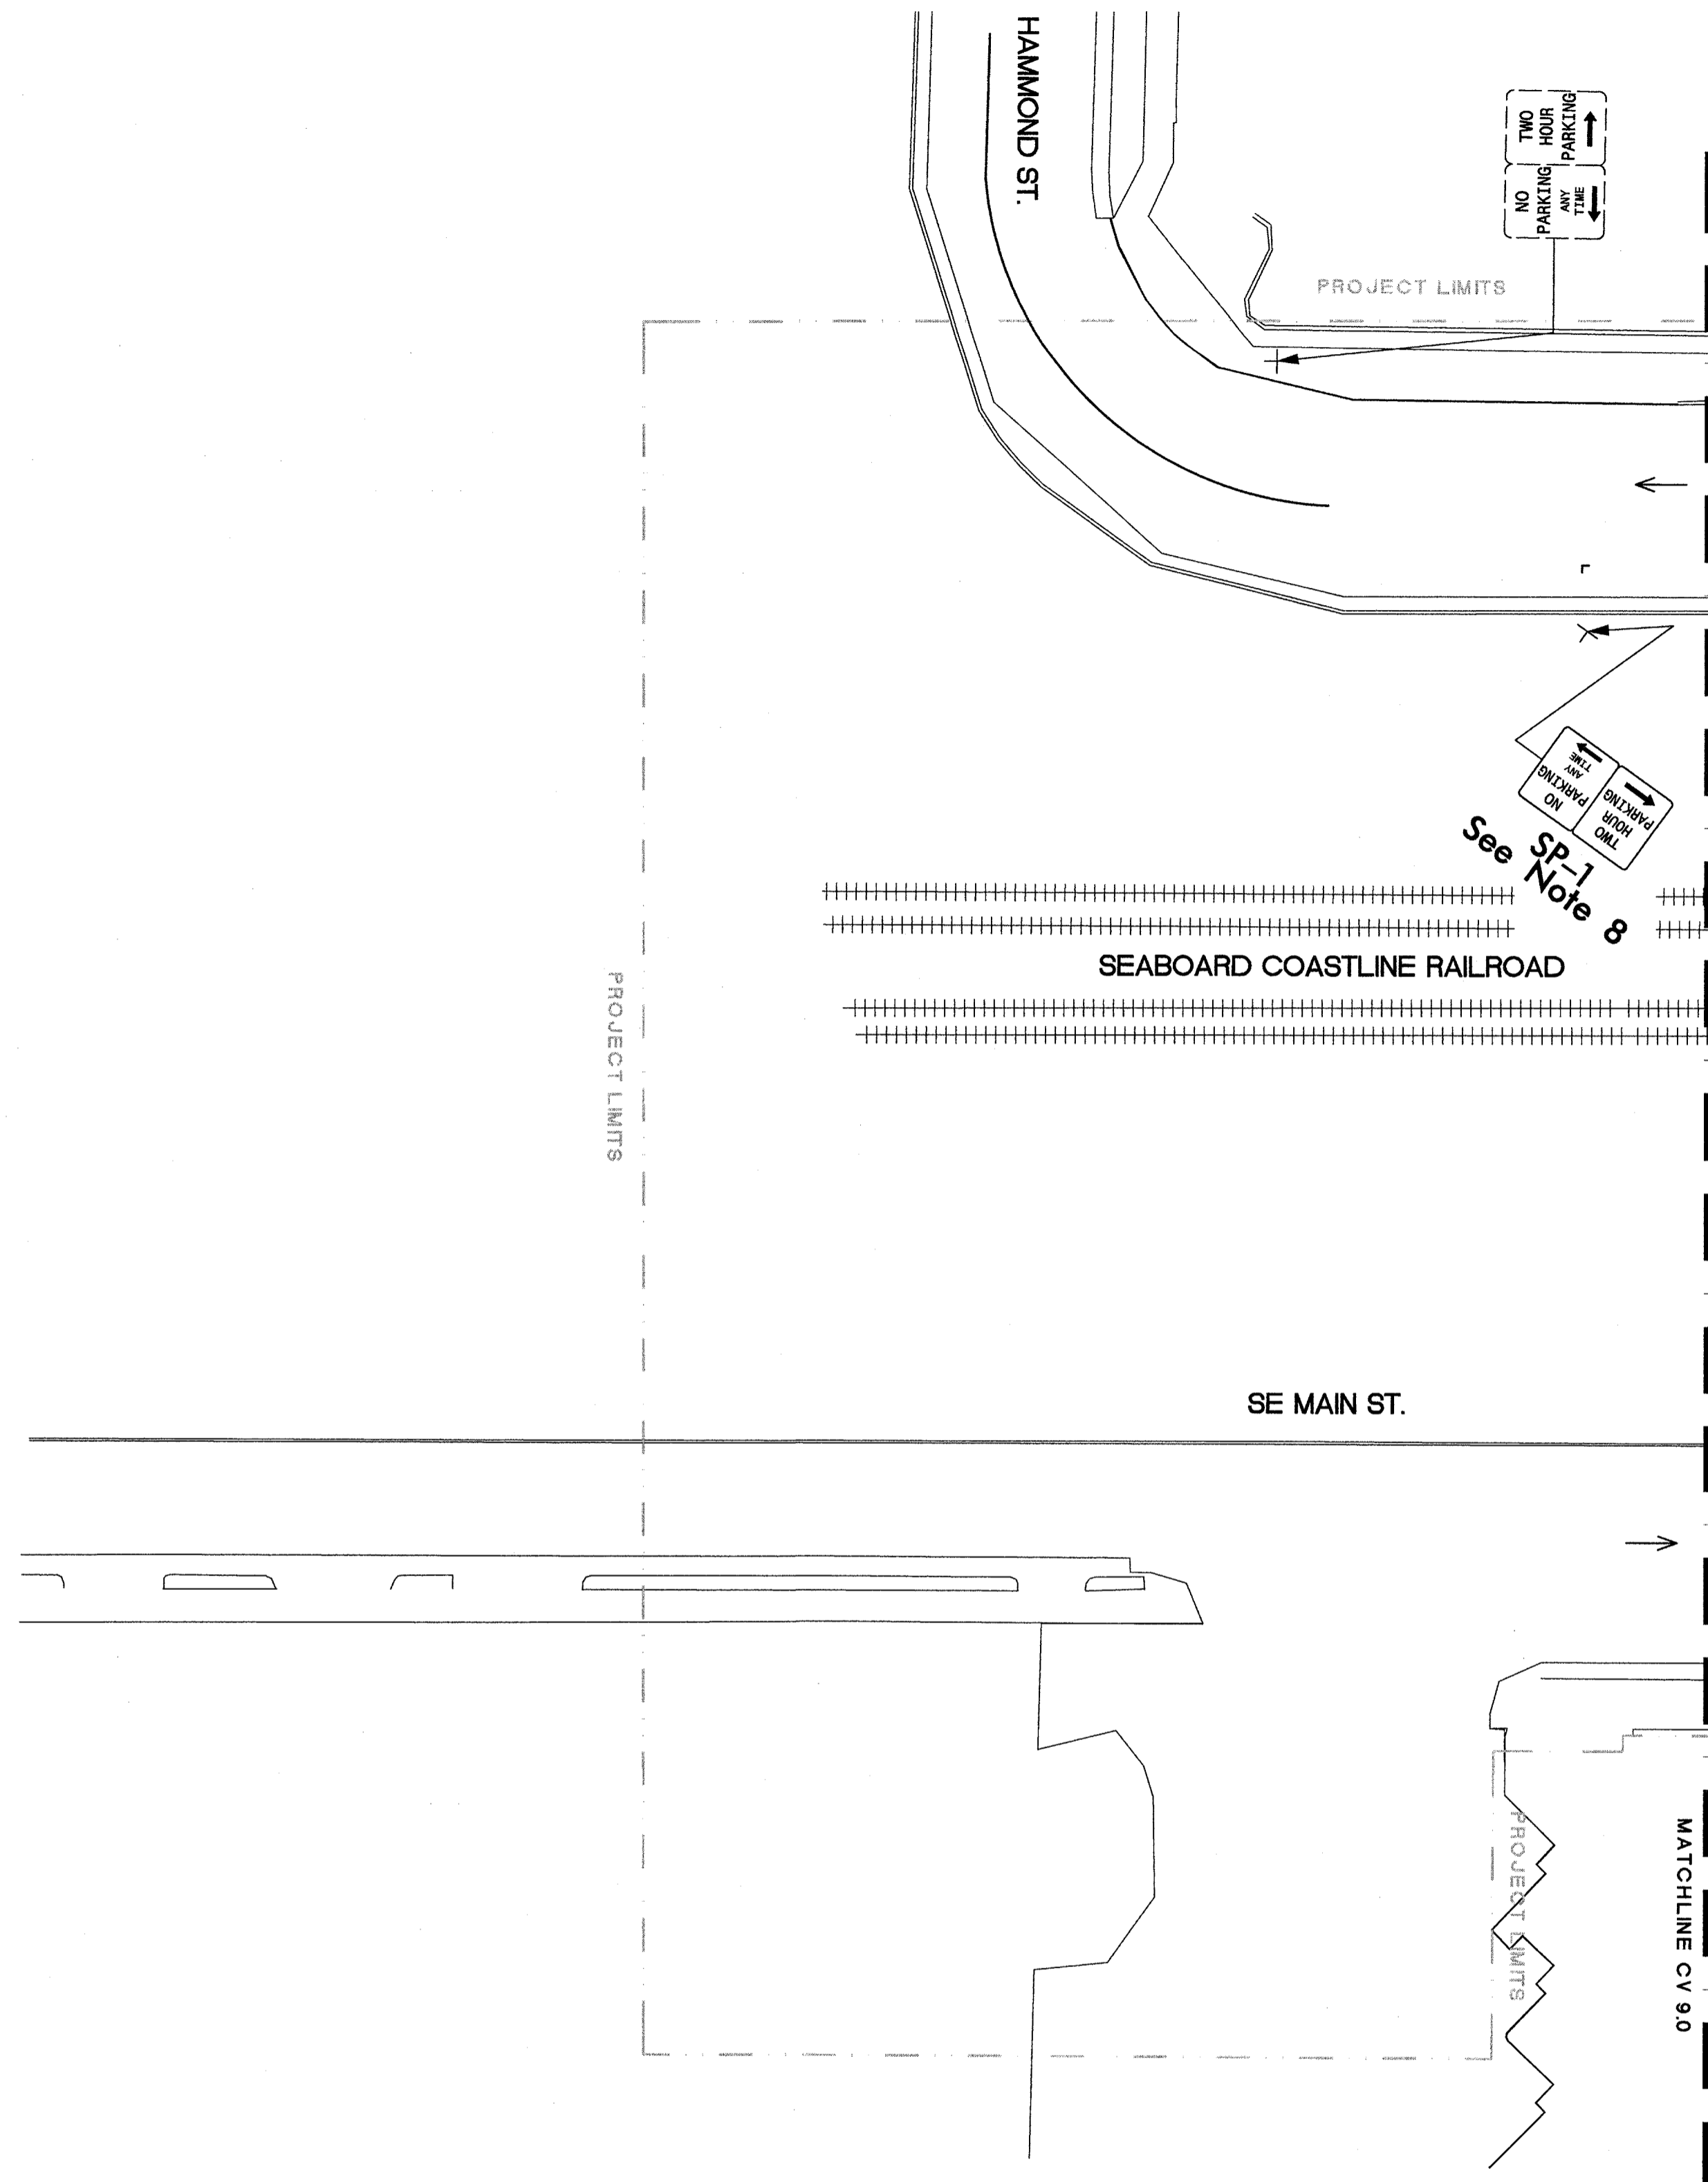 HAMMOND ST.
TWO
HOUR
PARKING
NO
PARKING
ANY
TIME
PROJECT LIMITS
NO
PARKING
ANY
TIME
TWO
HOUR
PARKING
SP-1
See Note 8
SEABOARD COASTLINE RAILROAD
PROJECT LIMITS
SE MAIN ST.
PROJECT LIMITS
MATCHLINE CV 9.0